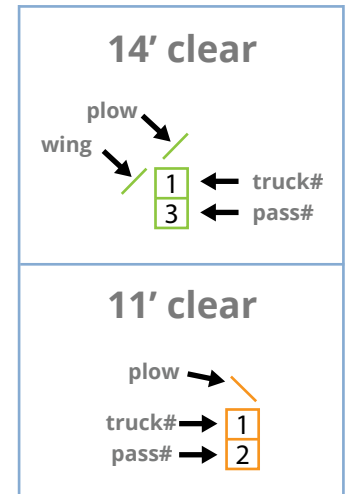 14’ clear
plow
wing
1 truck#
3 pass#
11’ clear
plow
truck# 1
pass# 2